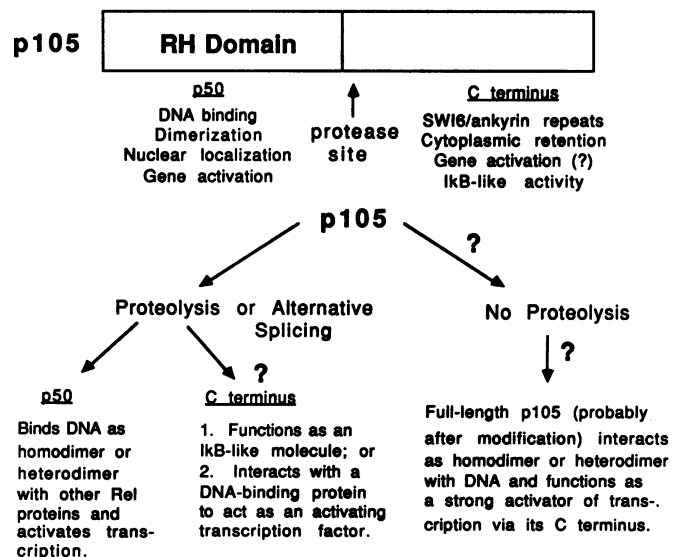 p105
RH Domain
p50
DNA binding
Dimerization
Nuclear localization
Gene activation
protease
site
C terminus
SWI6/ankyrin repeats
Cytoplasmic retention
Gene activation (?)
IkB-like activity
p105
?
Proteolysis or Alternative
Splicing
No Proteolysis
?
?
p50
Binds DNA as
homodimer or
heterodimer
with other Rel
proteins and
activates trans-
cription.
C terminus
1. Functions as an
IkB-like molecule; or
2. Interacts with a
DNA-binding protein
to act as an activating
transcription factor.
Full-length p105 (probably
after modification) interacts
as homodimer or heterodimer
with DNA and functions as
a strong activator of trans-.
cription via its C terminus.